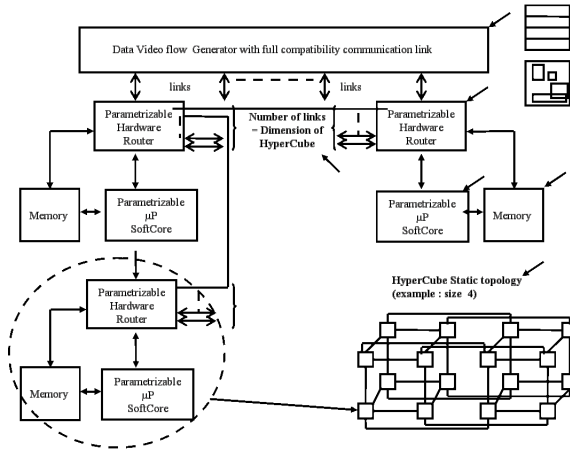 Data Video flow Generator with full compatibility communication link
links
links
Parametrizable
Hardware
Router
Number of links
= Dimension of
HyperCube
Parametrizable
Hardware
Router
Memory
Parametrizable
µP
SoftCore
Parametrizable
µP
SoftCore
Memory
Parametrizable
Hardware
Router
HyperCube Static topology
(example : size 4)
Memory
Parametrizable
µP
SoftCore